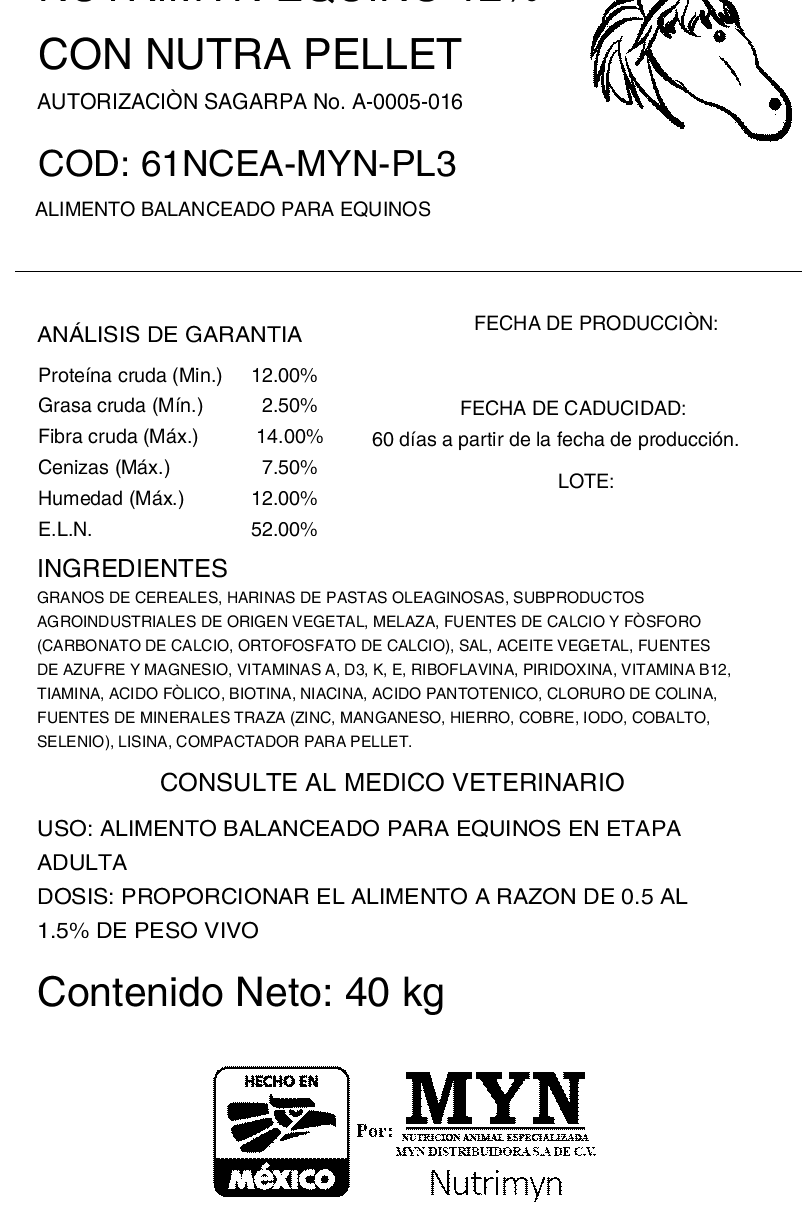 NUTRIMYN EQUINO 12%
CON NUTRA PELLET
AUTORIZACIÒN SAGARPA No. A-0005-016
COD: 61NCEA-MYN-PL3
ALIMENTO BALANCEADO PARA EQUINOS
ANÁLISIS DE GARANTIA
Proteína cruda (Min.) 12.00%
Grasa cruda (Mín.) 2.50%
Fibra cruda (Máx.) 14.00%
Cenizas (Máx.) 7.50%
Humedad (Máx.) 12.00%
E.L.N. 52.00%
FECHA DE PRODUCCIÒN:
FECHA DE CADUCIDAD:
60 días a partir de la fecha de producción.
LOTE:
INGREDIENTES
GRANOS DE CEREALES, HARINAS DE PASTAS OLEAGINOSAS, SUBPRODUCTOS
AGROINDUSTRIALES DE ORIGEN VEGETAL, MELAZA, FUENTES DE CALCIO Y FÒSFORO
(CARBONATO DE CALCIO, ORTOFOSFATO DE CALCIO), SAL, ACEITE VEGETAL, FUENTES
DE AZUFRE Y MAGNESIO, VITAMINAS A, D3, K, E, RIBOFLAVINA, PIRIDOXINA, VITAMINA B12,
TIAMINA, ACIDO FÒLICO, BIOTINA, NIACINA, ACIDO PANTOTENICO, CLORURO DE COLINA,
FUENTES DE MINERALES TRAZA (ZINC, MANGANESO, HIERRO, COBRE, IODO, COBALTO,
SELENIO), LISINA, COMPACTADOR PARA PELLET.
CONSULTE AL MEDICO VETERINARIO
USO: ALIMENTO BALANCEADO PARA EQUINOS EN ETAPA
ADULTA
DOSIS: PROPORCIONAR EL ALIMENTO A RAZON DE 0.5 AL
1.5% DE PESO VIVO
Contenido Neto: 40 kg
HECHO EN
MéXICO
Por:
MYN
NUTRICION ANIMAL ESPECIALIZADA
MYN DISTRIBUIDORA S.A DE C.V.
Nutrimyn